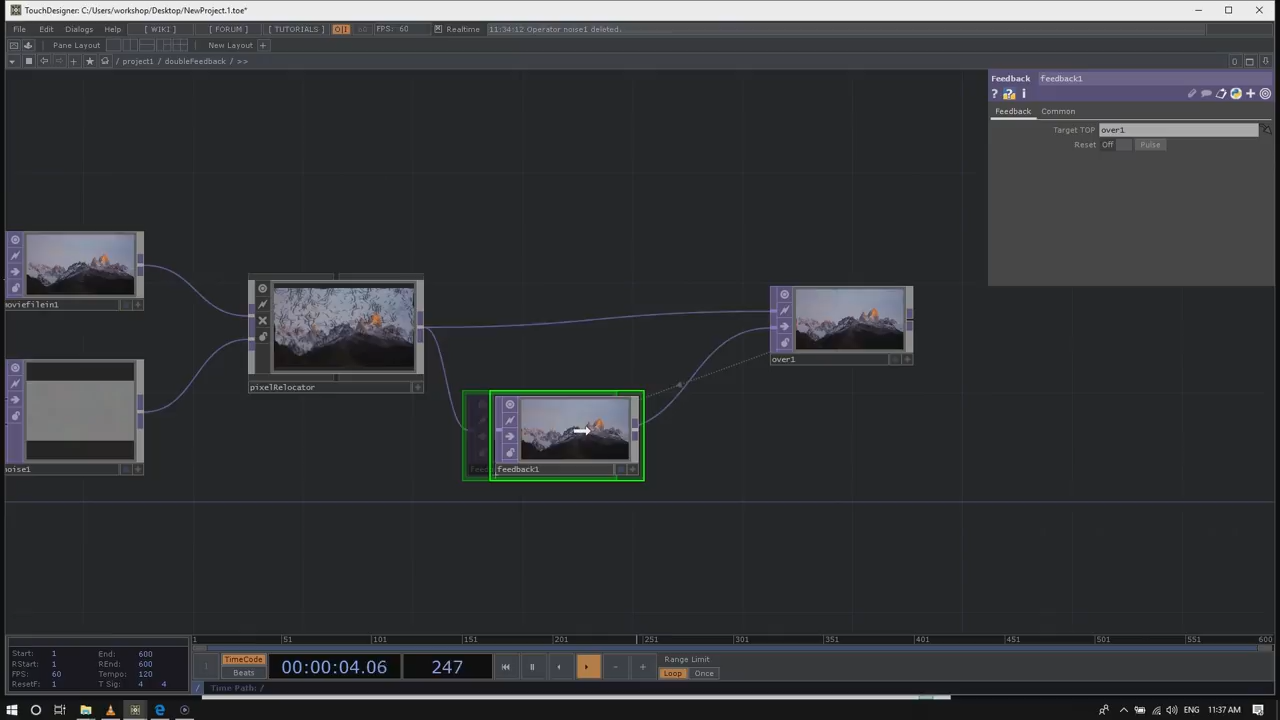 TouchDesigner: C:/Users/workshop/Desktop/NewProject.1.toe*
File Edit Dialogs Help [ WIKI ] [ FORUM ] [ TUTORIALS ] O|I FPS: 60 Realtime 11:34:12 Operator noise1 deleted.
Pane Layout New Layout +
/ project1 / doubleFeedback / >> 0
Feedback feedback1
? ? i
Feedback Common
Target TOP over1
Reset Off Pulse
moviefilein1
pixelRelocator
over1
noise1
feedback1
1 51 101 151 201 251 301 351 401 451 501 551 600
Start: 1 End: 600
RStart: 1 REnd: 600
FPS: 60 Tempo: 120
ResetF: 1 T Sig: 4 4
TimeCode
Beats
00:00:04.06 247
Range Limit
Loop Once
/ Time Path: /
11:37 AM